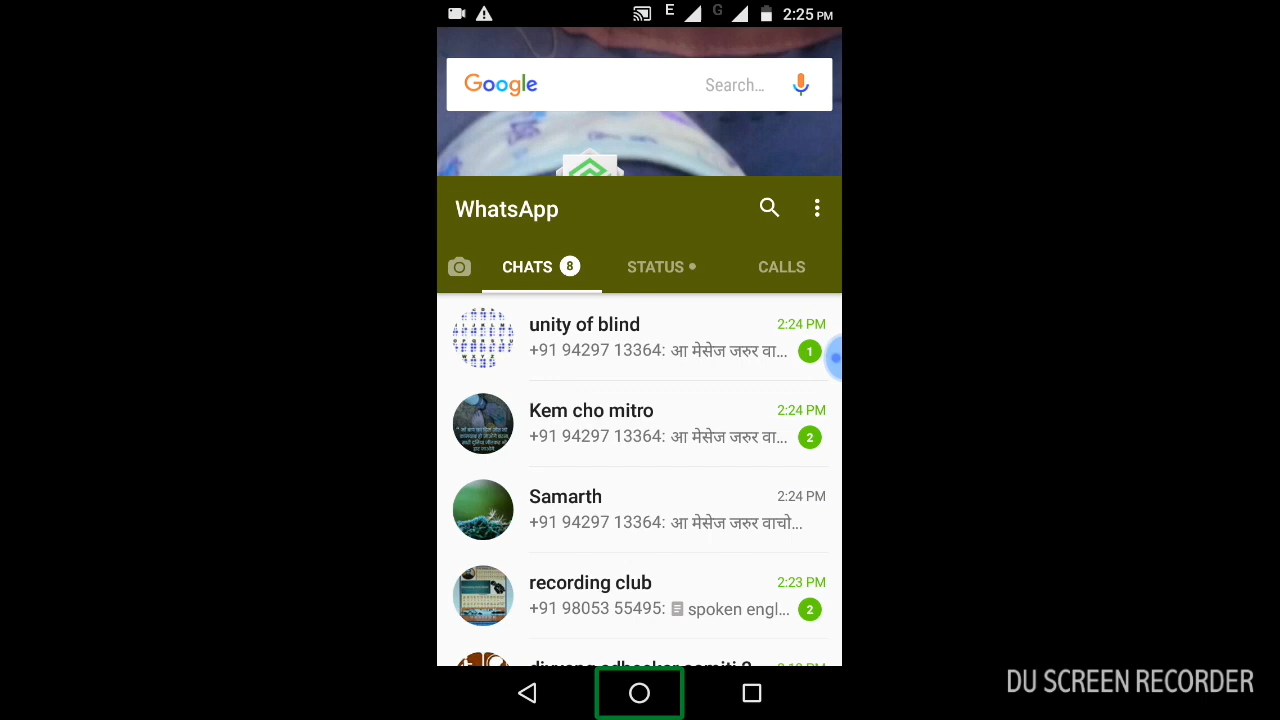 E G 2:25 PM
Google Search...
WhatsApp
CHATS 8 STATUS CALLS
unity of blind 2:24 PM
+91 94297 13364: आ मेसेज जरुर वा... 1
Kem cho mitro 2:24 PM
+91 94297 13364: आ मेसेज जरुर वा... 2
Samarth 2:24 PM
+91 94297 13364: आ मेसेज जरुर वाचो...
recording club 2:23 PM
+91 98053 55495: spoken engl... 2
DU SCREEN RECORDER